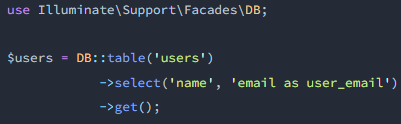 use Illuminate\Support\Facades\DB;
$users = DB::table('users')
->select('name', 'email as user_email')
->get();